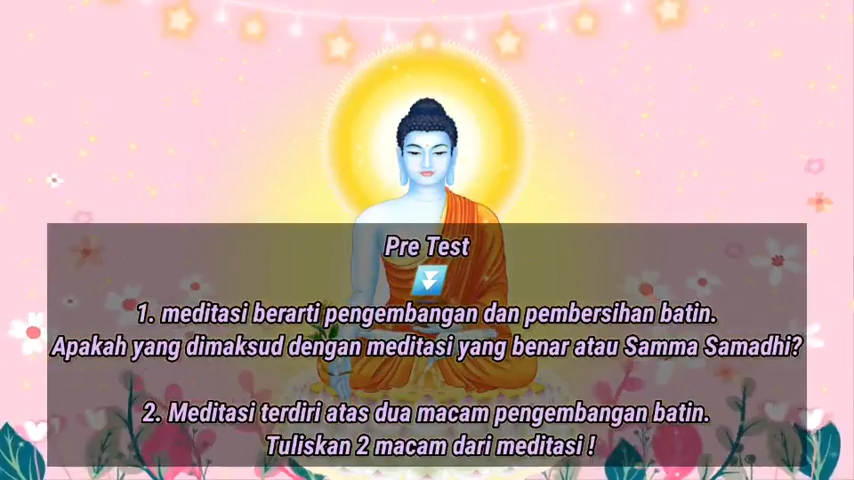 Pre Test
1. meditasi berarti pengembangan dan pembersihan batin.
Apakah yang dimaksud dengan meditasi yang benar atau Samma Samadhi?
2. Meditasi terdiri atas dua macam pengembangan batin.
Tuliskan 2 macam dari meditasi !